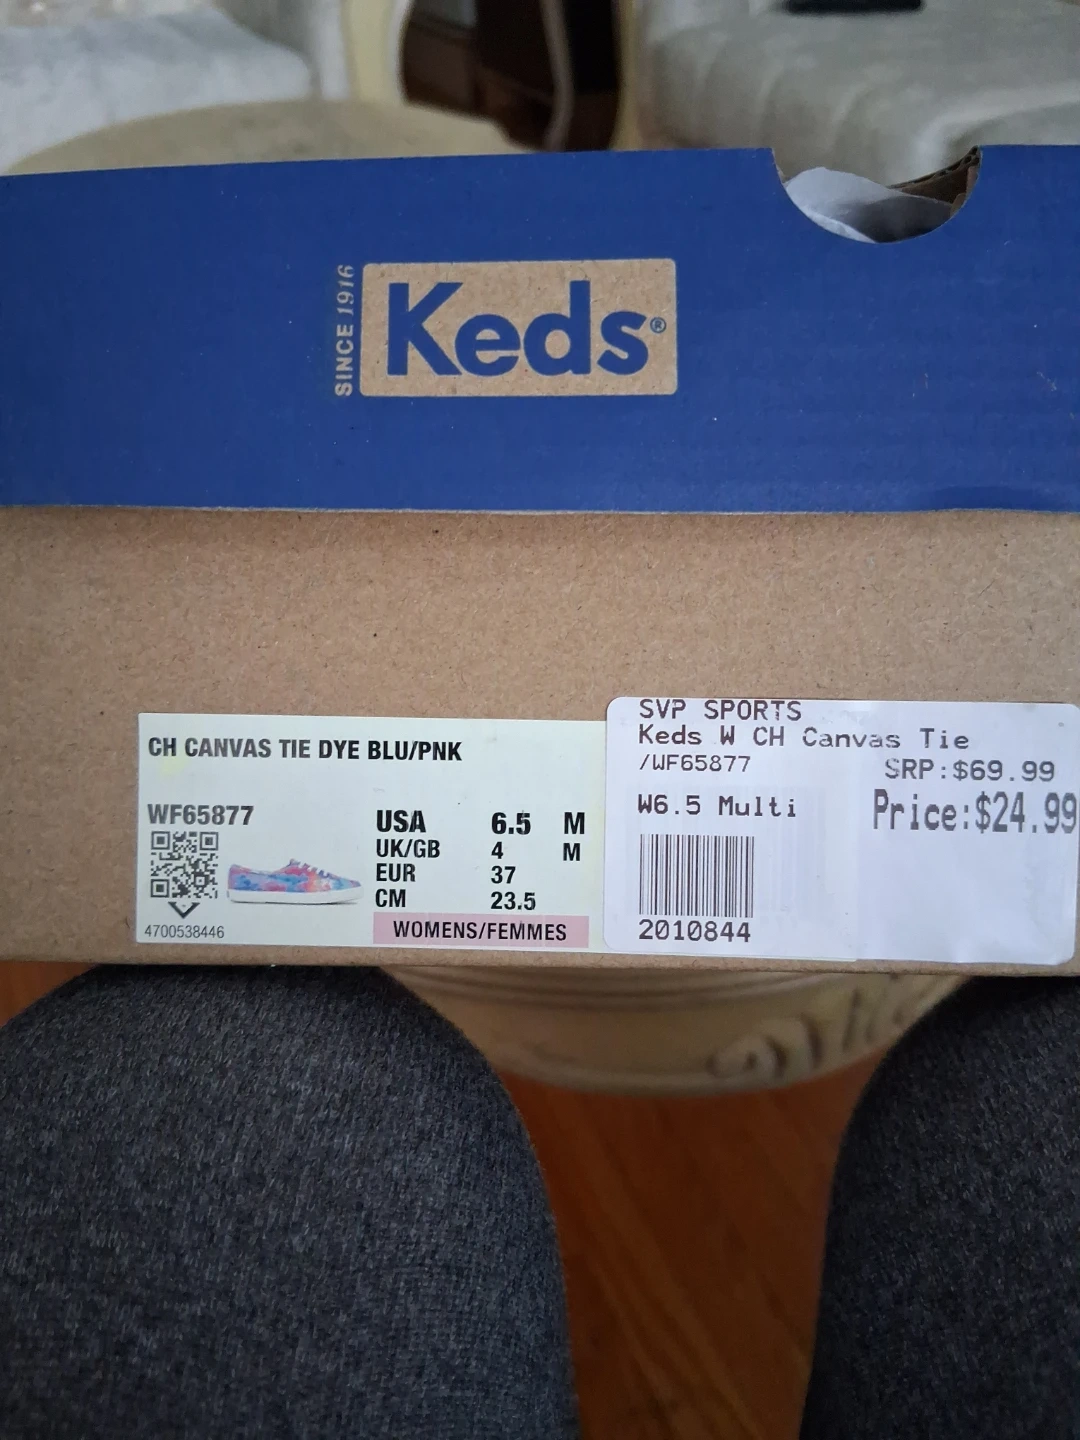 SINCE 1916
Keds®
CH CANVAS TIE DYE BLU/PNK
WF65877
USA 6.5 M
UK/GB 4 M
EUR 37
CM 23.5
WOMENS/FEMMES
4700538446
SVP SPORTS
Keds W CH Canvas Tie
/WF65877 SRP:$69.99
W6.5 Multi Price:$24.99
2010844